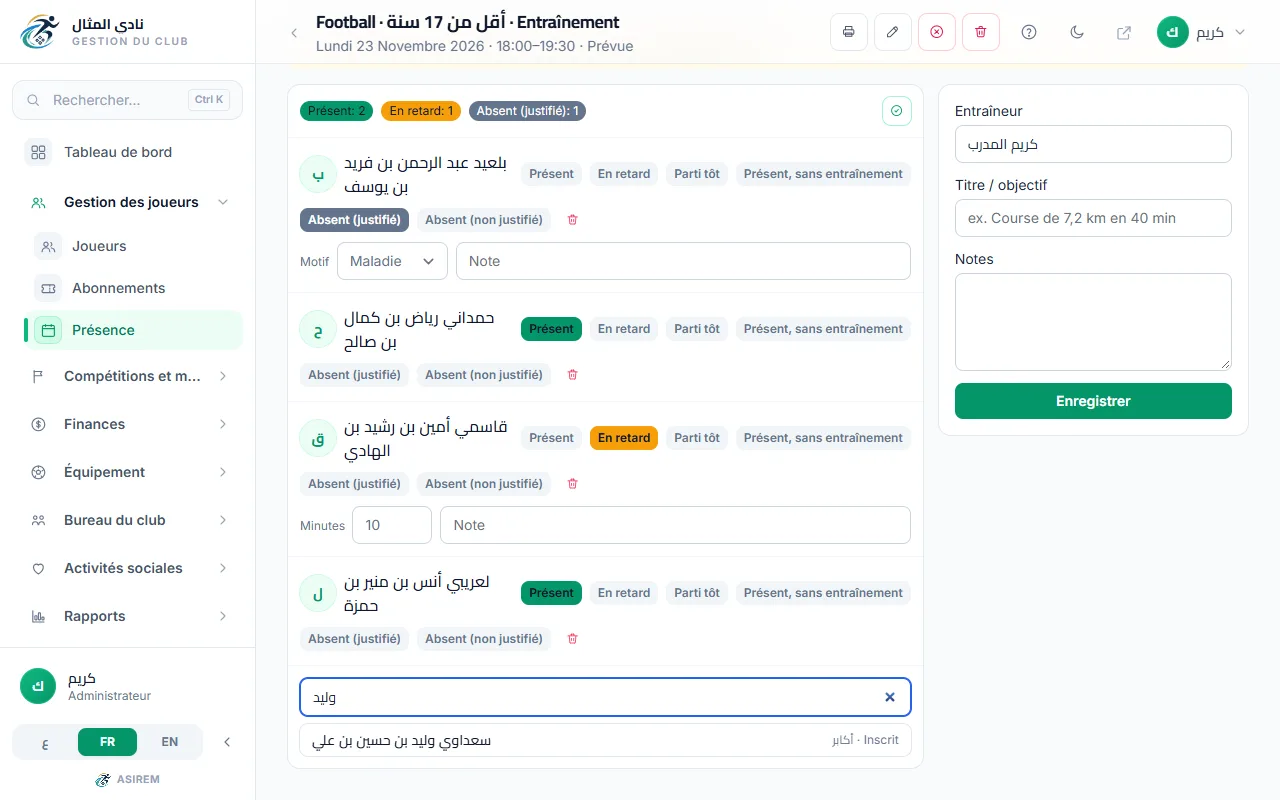 نادي المثال
GESTION DU CLUB
Rechercher...
Ctrl K
Tableau de bord
Gestion des joueurs
Joueurs
Abonnements
Présence
Compétitions et m...
Finances
Équipement
Bureau du club
Activités sociales
Rapports
ك
كريم
Administrateur
ع
FR
EN
ASIREM
Football · أقل من 17 سنة · Entraînement
Lundi 23 Novembre 2026 · 18:00–19:30 · Prévue
ك
كريم
Présent: 2
En retard: 1
Absent (justifié): 1
ب
بلعيد عبد الرحمن بن فريد
بن يوسف
Présent
En retard
Parti tôt
Présent, sans entraînement
Absent (justifié)
Absent (non justifié)
Motif
Maladie
Note
ح
حمداني رياض بن كمال
بن صالح
Présent
En retard
Parti tôt
Présent, sans entraînement
Absent (justifié)
Absent (non justifié)
ق
قاسمي أمين بن رشيد بن
الهادي
Présent
En retard
Parti tôt
Présent, sans entraînement
Absent (justifié)
Absent (non justifié)
Minutes
10
Note
ل
لعريبي أنس بن منير بن
حمزة
Présent
En retard
Parti tôt
Présent, sans entraînement
Absent (justifié)
Absent (non justifié)
وليد
سعداوي وليد بن حسين بن علي
أكابر · Inscrit
Entraîneur
كريم المدرب
Titre / objectif
ex. Course de 7,2 km en 40 min
Notes
Enregistrer